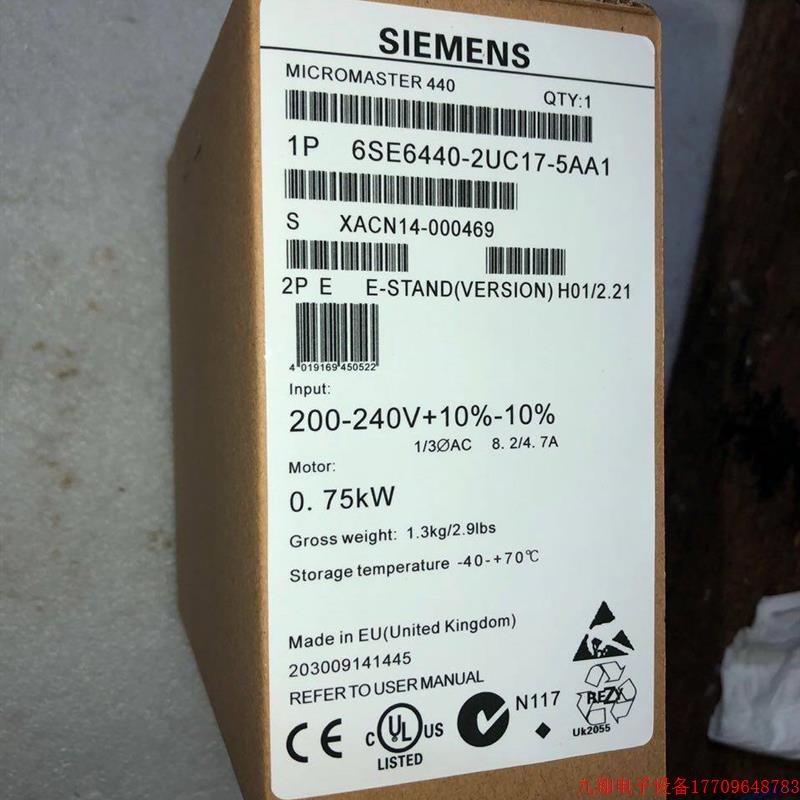 SIEMENS
MICROMASTER 440
QTY:1
1P 6SE6440-2UC17-5AA1
S XACN14-000469
2P E E-STAND(VERSION) H01/2.21
4 019169 450522
Input:
200-240V+10%-10%
1/3ØAC 8. 2/4. 7A
Motor:
0. 75kW
Gross weight: 1.3kg/2.9lbs
Storage temperature -40-+70℃
Made in EU(United Kingdom)
203009141445
REFER TO USER MANUAL
CE
C UL US
LISTED
N117
REZY
Uk2055
九翔电子设备17709648783